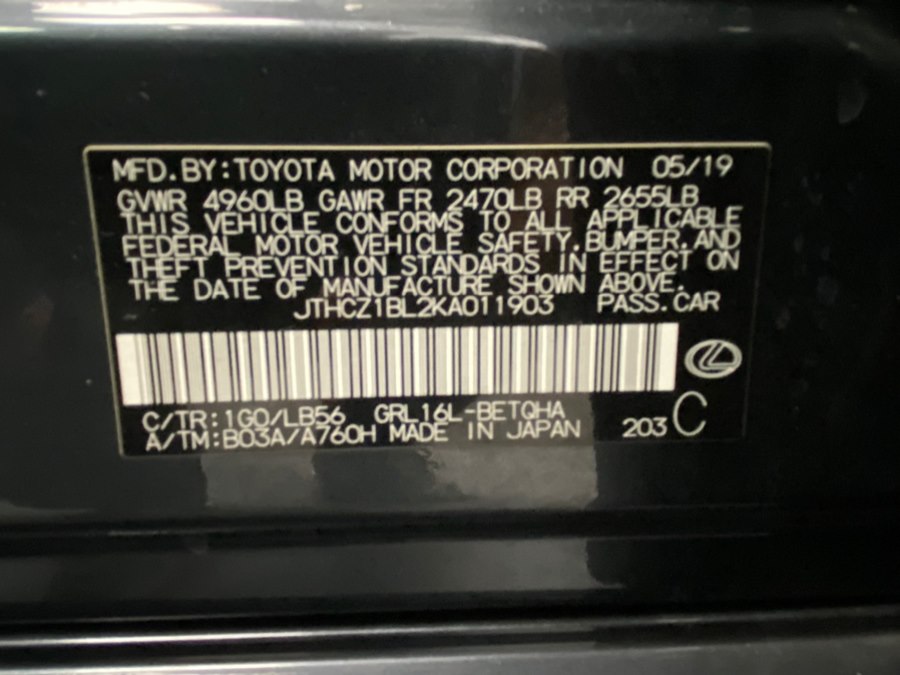 MFD.BY:TOYOTA MOTOR CORPORATION 05/19
GVWR 4960LB GAWR FR 2470LB RR 2655LB
THIS VEHICLE CONFORMS TO ALL APPLICABLE
FEDERAL MOTOR VEHICLE SAFETY.BUMPER.AND
THEFT PREVENTION STANDARDS IN EFFECT ON
THE DATE OF MANUFACTURE SHOWN ABOVE.
JTHCZ1BL2KA011903 PASS.CAR
C/TR:1G0/LB56 GRL16L-BETQHA
A/TM:B03A/A760H MADE IN JAPAN 203 C